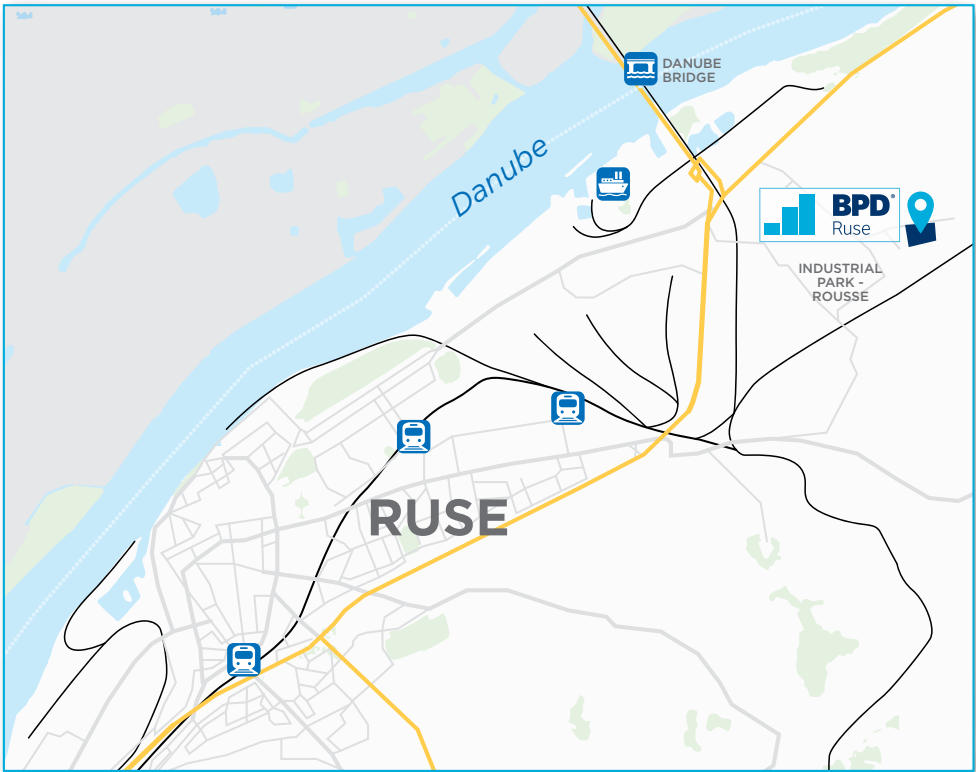 DANUBE
BRIDGE
Danube
BPD®
Ruse
INDUSTRIAL
PARK -
ROUSSE
RUSE